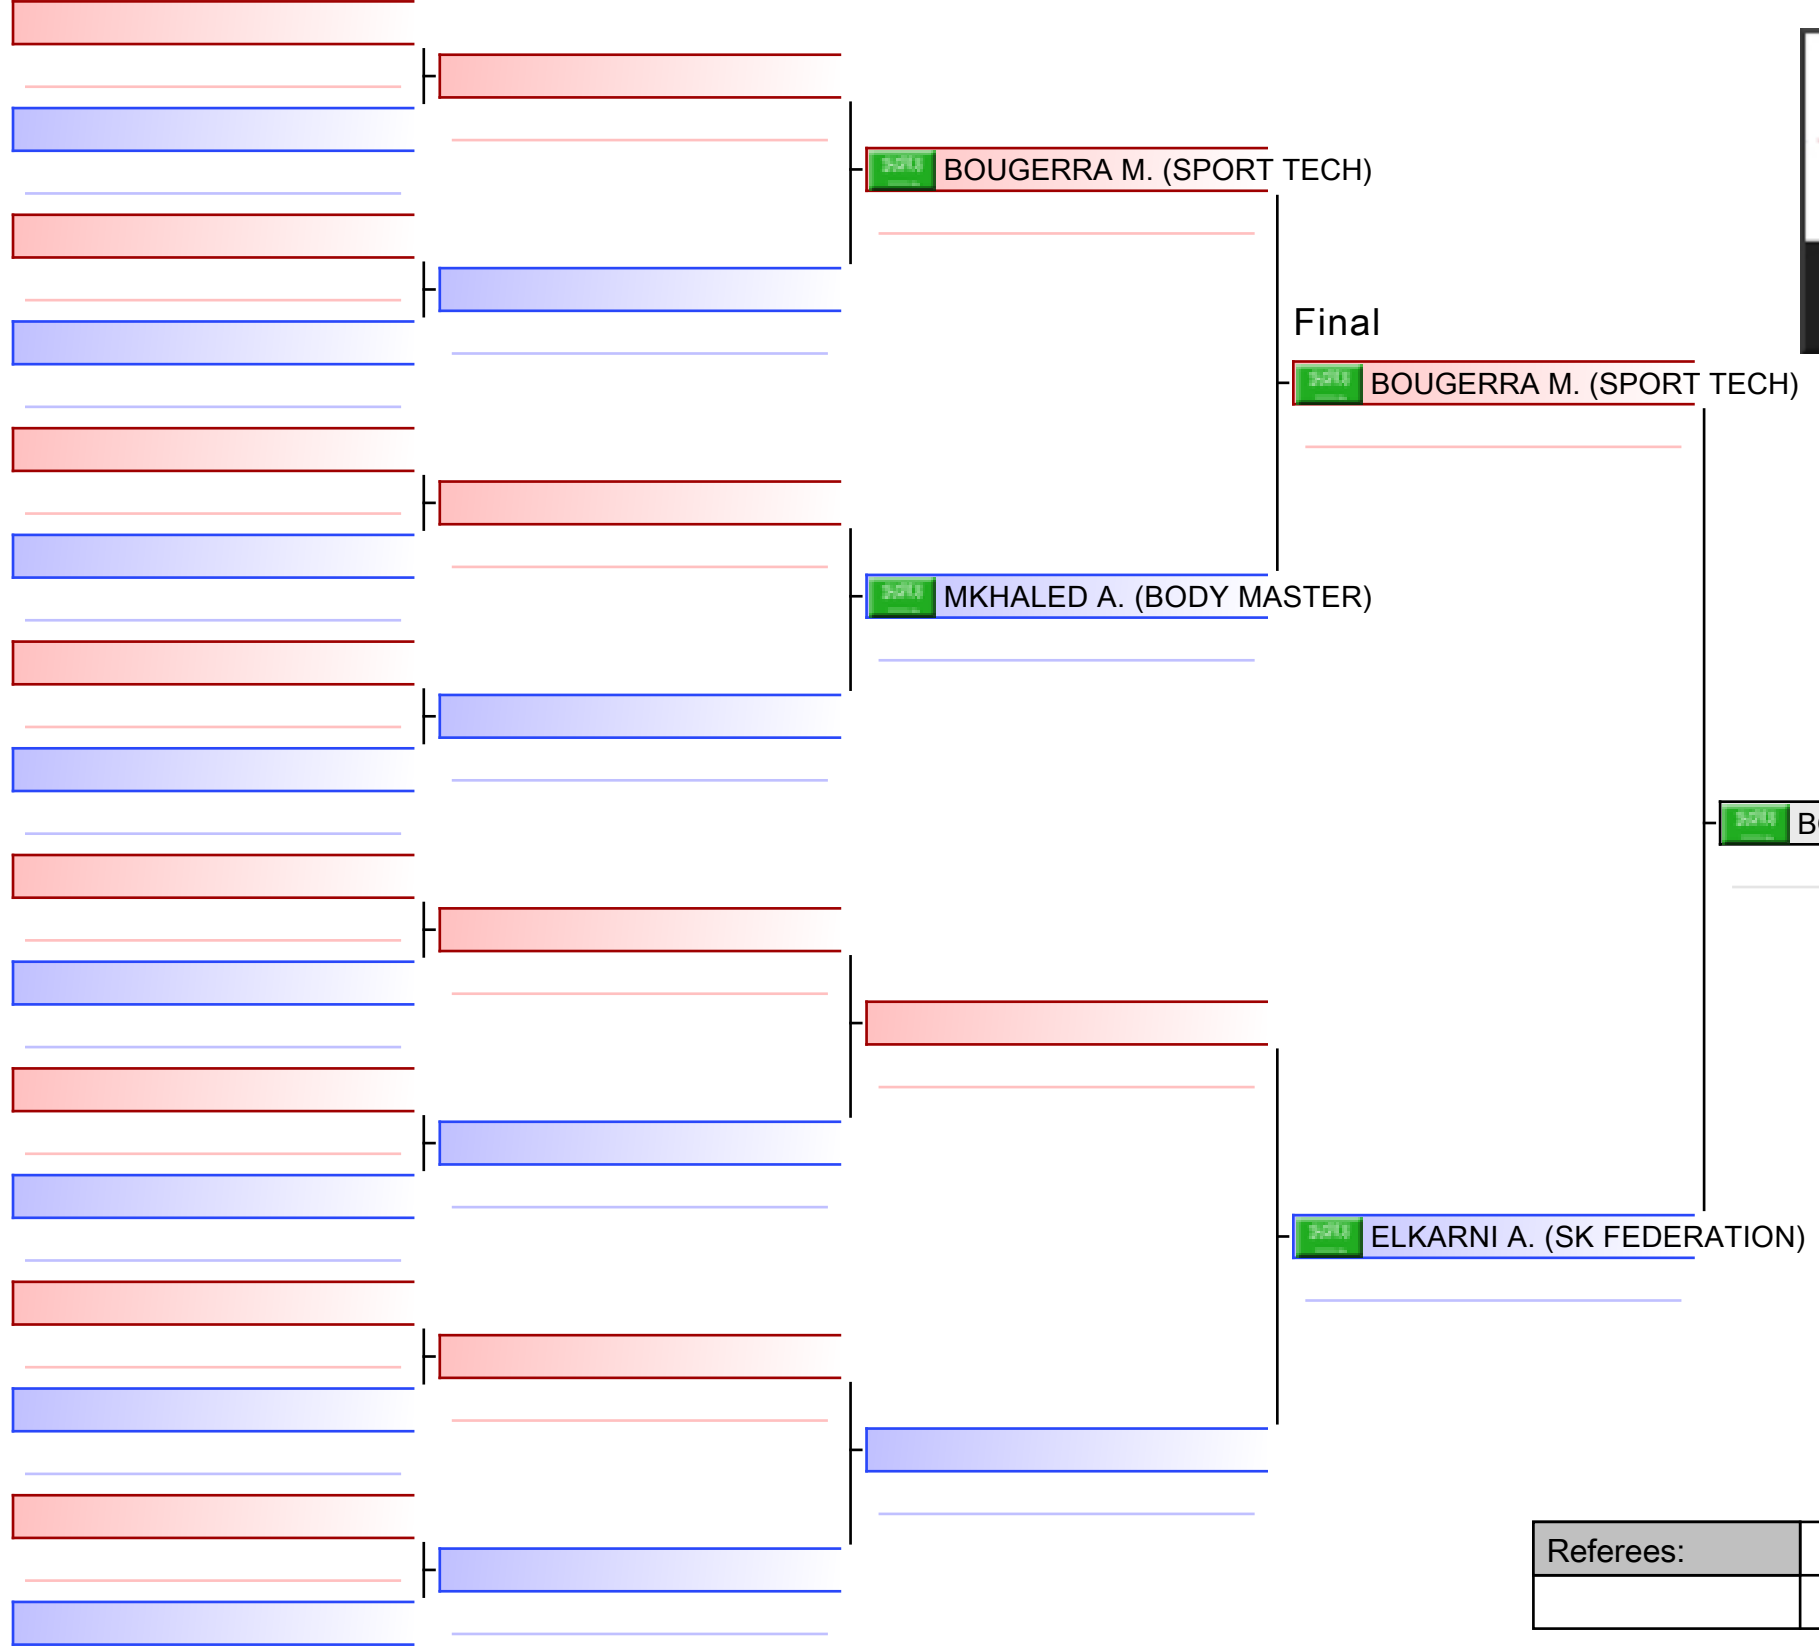 BOUGERRA M. (SPORT TECH)
Final
BOUGERRA M. (SPORT TECH)
MKHALED A. (BODY MASTER)
ELKARNI A. (SK FEDERATION)
Referees: